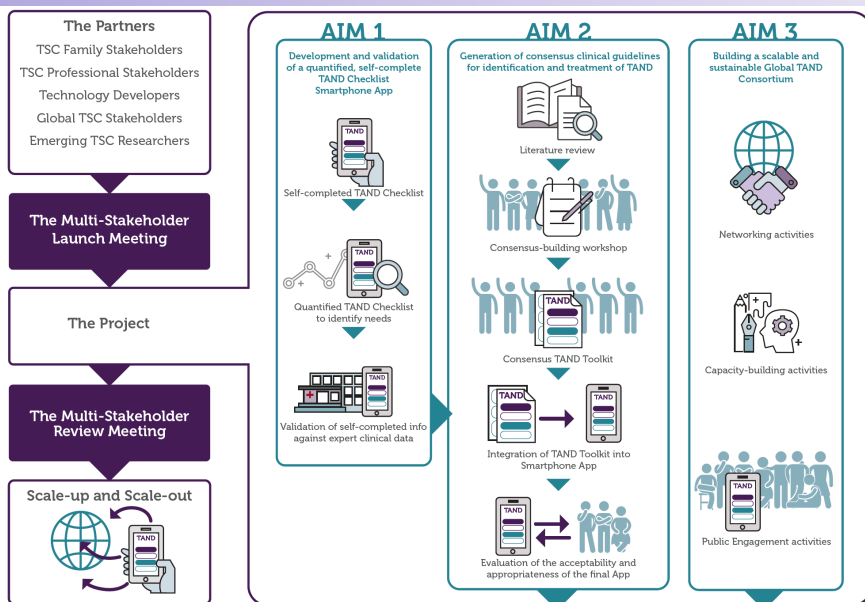 The Partners
TSC Family Stakeholders
TSC Professional Stakeholders
Technology Developers
Global TSC Stakeholders
Emerging TSC Researchers
The Multi-Stakeholder
Launch Meeting
The Project
The Multi-Stakeholder
Review Meeting
Scale-up and Scale-out
TAND
AIM 1
Development and validation
of a quantified, self-complete
TAND Checklist
Smartphone App
TAND
Self-completed TAND Checklist
TAND
Quantified TAND Checklist
to identify needs
TAND
Validation of self-completed info
against expert clinical data
AIM 2
Generation of consensus clinical guidelines
for identification and treatment of TAND
Literature review
Consensus-building workshop
TAND
Consensus TAND Toolkit
TAND
TAND
Integration of TAND Toolkit into
Smartphone App
TAND
Evaluation of the acceptability and
appropriateness of the final App
AIM 3
Building a scalable and
sustainable Global TAND
Consortium
Networking activities
Capacity-building activities
TAND
Public Engagement activities